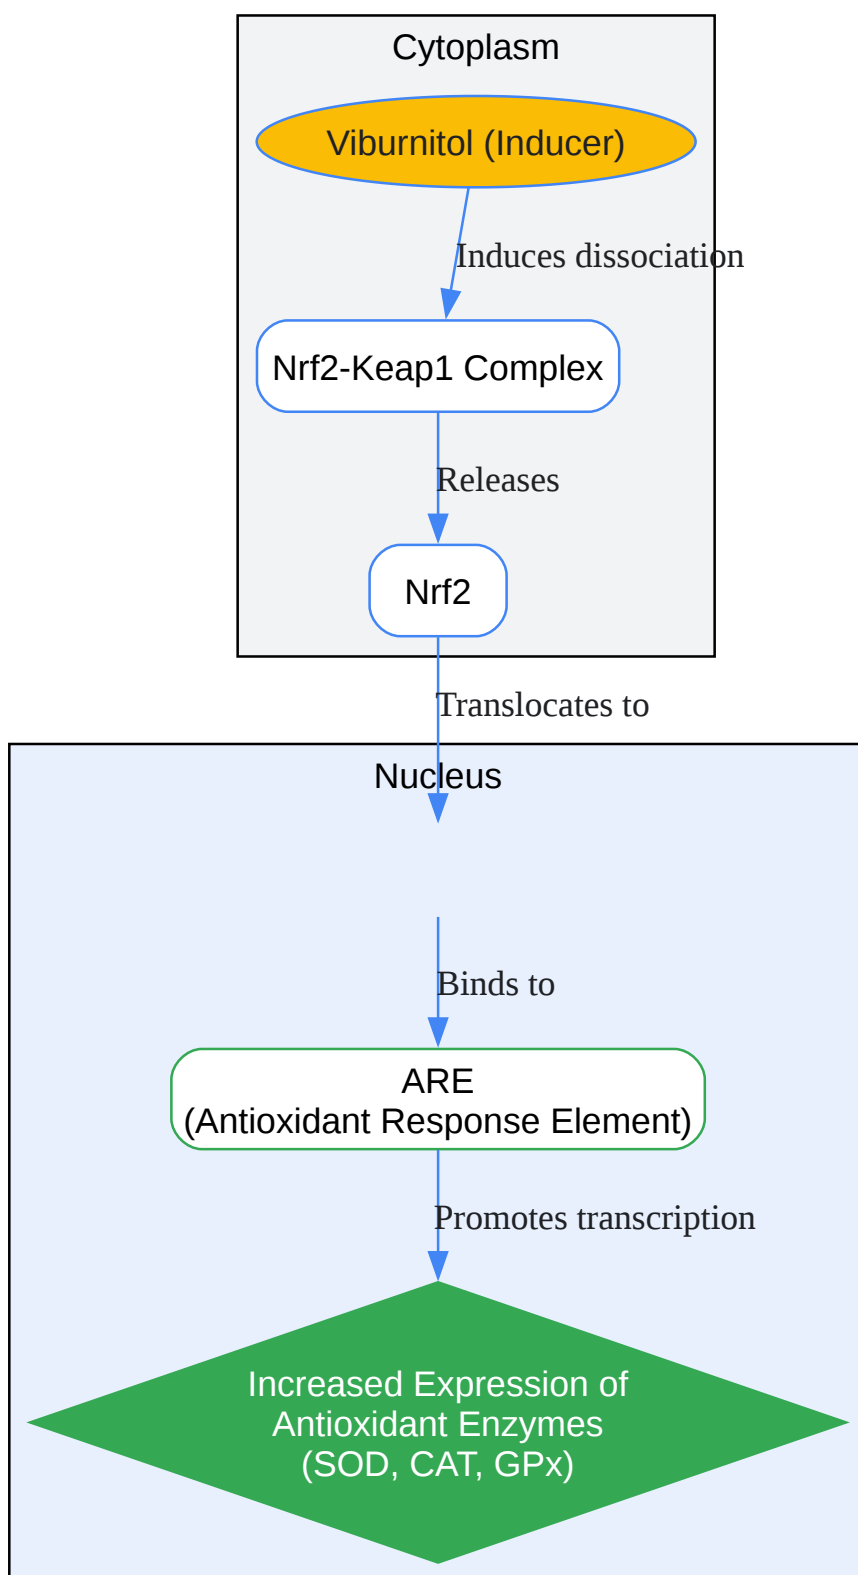 Cytoplasm
Viburnitol (Inducer)
Induces dissociation
Nrf2-Keap1 Complex
Releases
Nrf2
Translocates to
Nucleus
Binds to
ARE
(Antioxidant Response Element)
Promotes transcription
Increased Expression of
Antioxidant Enzymes
(SOD, CAT, GPx)